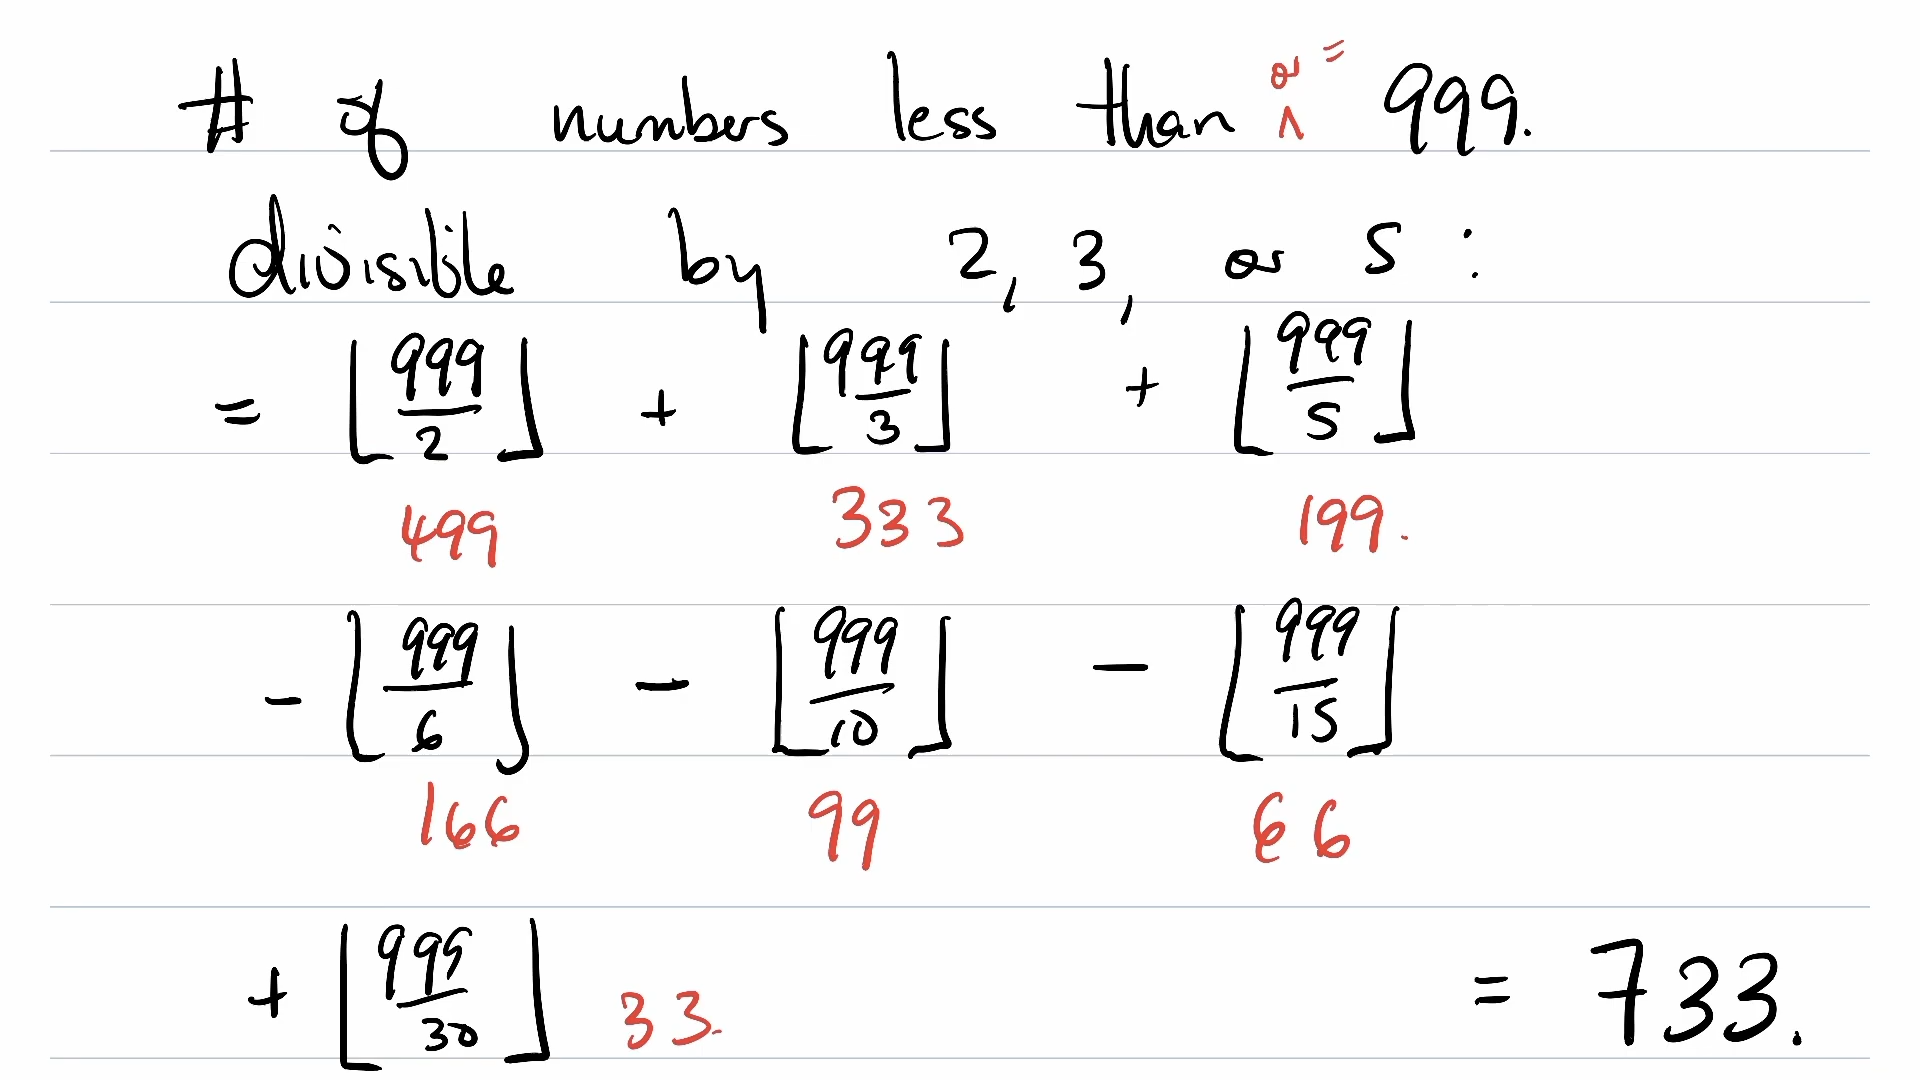 # of numbers less than or = 999.
divisible by 2, 3, or 5 :
= ⌊999/2⌋ + ⌊999/3⌋ + ⌊999/5⌋
499 333 199.
- ⌊999/6⌋ - ⌊999/10⌋ - ⌊999/15⌋
166 99 66
+ ⌊999/30⌋ 33. = 733.